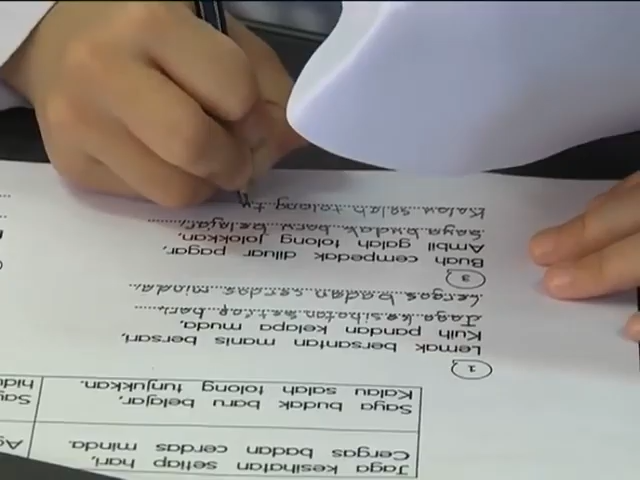 Jaga kesihatan setiap hari,
Cergas badan cerdas minda.
Saya budak baru belajar,
Kalau salah tolong tunjukkan.
1
Lemak bersantan manis bersari,
Kuih pandan kelapa muda,
Jaga kesihatan setiap hari,
cergas badan cerdas minda.
3
Buah cempedak diluar pagar,
Ambil galah tolong jolokkan,
saya budak baru belajar,
Kalau salah tolong t